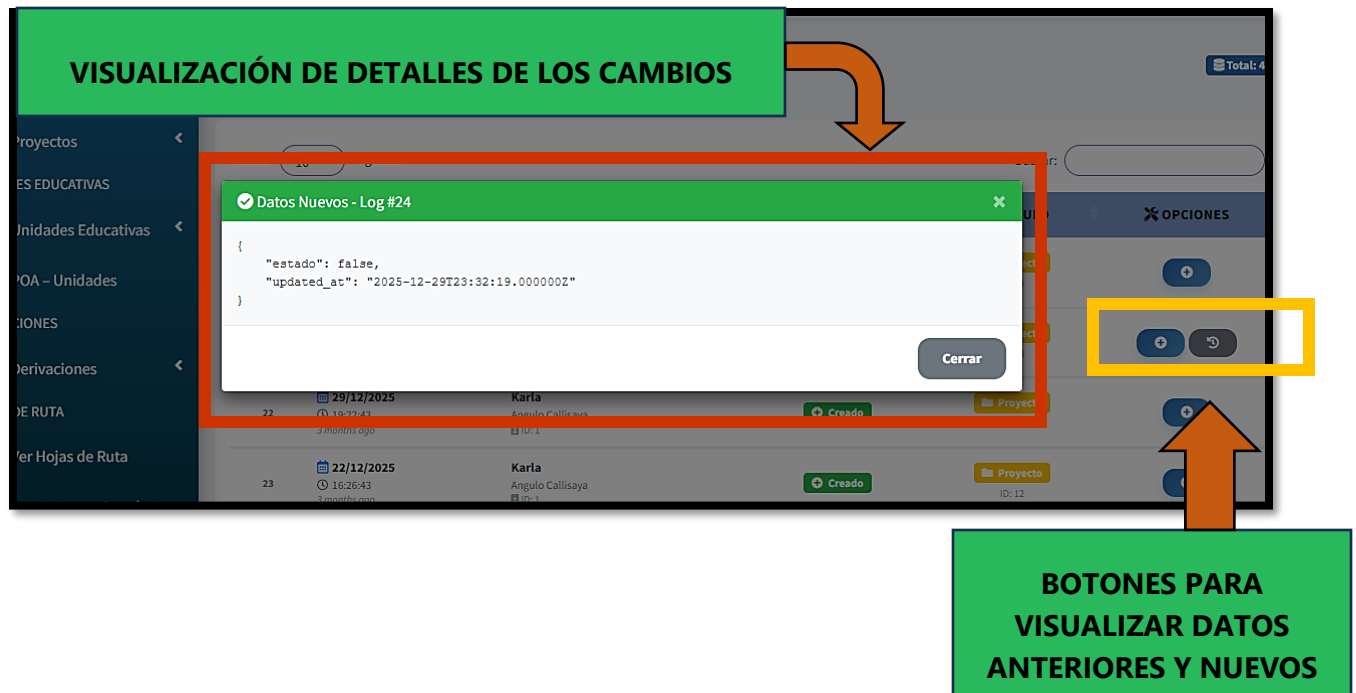 VISUALIZACIÓN DE DETALLES DE LOS CAMBIOS
Total: 4
Proyectos
ES EDUCATIVAS
Unidades Educativas
POA – Unidades
CIONES
Derivaciones
DE RUTA
Ver Hojas de Ruta
OPCIONES
Datos Nuevos - Log #24
{
"estado": false,
"updated_at": "2025-12-29T23:32:19.000000Z"
}
Cerrar
22
29/12/2025
19:22:43
3 months ago
Karla
Angulo Callisaya
ID: 1
Creado
Proyecto
23
22/12/2025
16:26:43
3 months ago
Karla
Angulo Callisaya
ID: 1
Creado
Proyecto
ID: 12
BOTONES PARA
VISUALIZAR DATOS
ANTERIORES Y NUEVOS